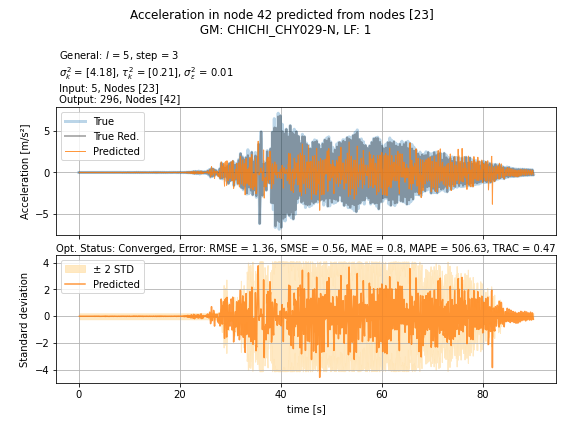 Acceleration in node 42 predicted from nodes [23]
GM: CHICHI_CHY029-N, LF: 1
General: l = 5, step = 3
σ²ₖ = [4.18], τ²ₖ = [0.21], σ²ₑ = 0.01
Input: 5, Nodes [23]
Output: 296, Nodes [42]
Acceleration [m/s²]
5
0
−5
True
True Red.
Predicted
Opt. Status: Converged, Error: RMSE = 1.36, SMSE = 0.56, MAE = 0.8, MAPE = 506.63, TRAC = 0.47
Standard deviation
4
2
0
−2
−4
± 2 STD
Predicted
0 20 40 60 80
time [s]